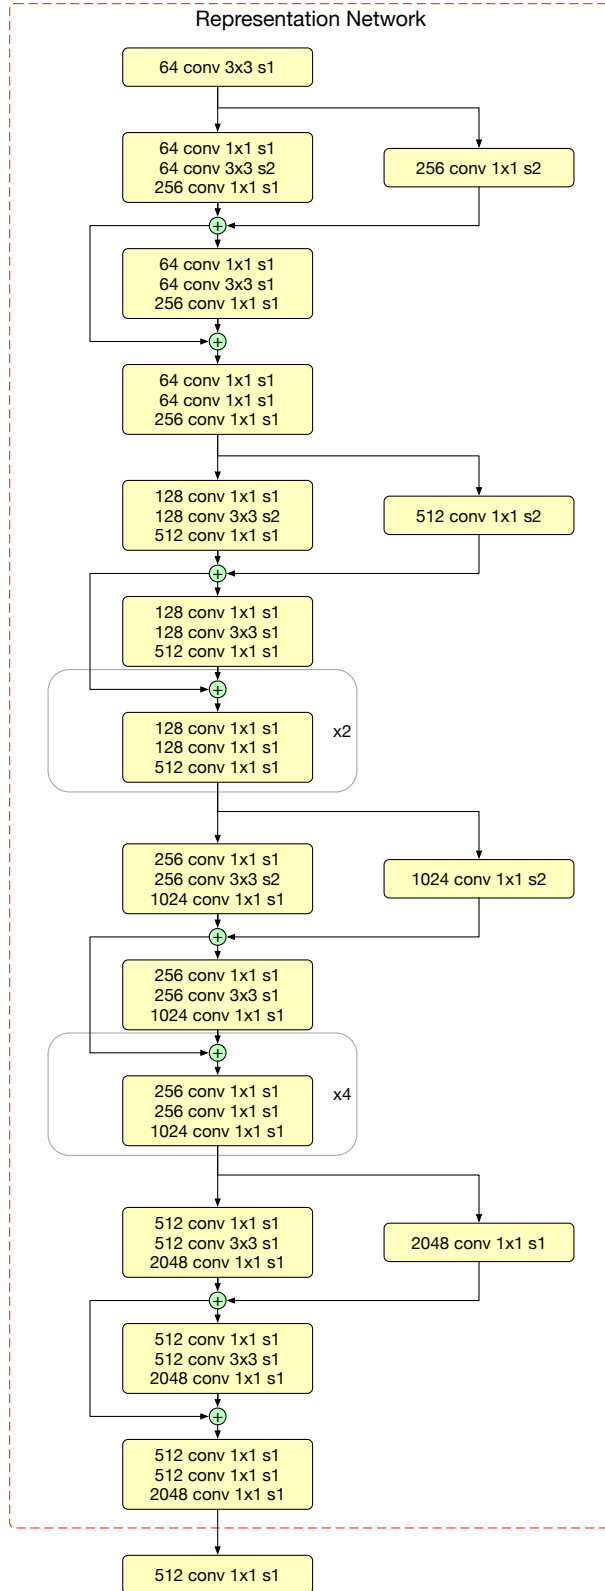 Representation Network
64 conv 3x3 s1
64 conv 1x1 s1
64 conv 3x3 s2
256 conv 1x1 s1
256 conv 1x1 s2
+
64 conv 1x1 s1
64 conv 3x3 s1
256 conv 1x1 s1
+
64 conv 1x1 s1
64 conv 1x1 s1
256 conv 1x1 s1
128 conv 1x1 s1
128 conv 3x3 s2
512 conv 1x1 s1
512 conv 1x1 s2
+
128 conv 1x1 s1
128 conv 3x3 s1
512 conv 1x1 s1
+
128 conv 1x1 s1
128 conv 1x1 s1
512 conv 1x1 s1
x2
256 conv 1x1 s1
256 conv 3x3 s2
1024 conv 1x1 s1
1024 conv 1x1 s2
+
256 conv 1x1 s1
256 conv 3x3 s1
1024 conv 1x1 s1
+
256 conv 1x1 s1
256 conv 1x1 s1
1024 conv 1x1 s1
x4
512 conv 1x1 s1
512 conv 3x3 s1
2048 conv 1x1 s1
2048 conv 1x1 s1
+
512 conv 1x1 s1
512 conv 3x3 s1
2048 conv 1x1 s1
+
512 conv 1x1 s1
512 conv 1x1 s1
2048 conv 1x1 s1
512 conv 1x1 s1